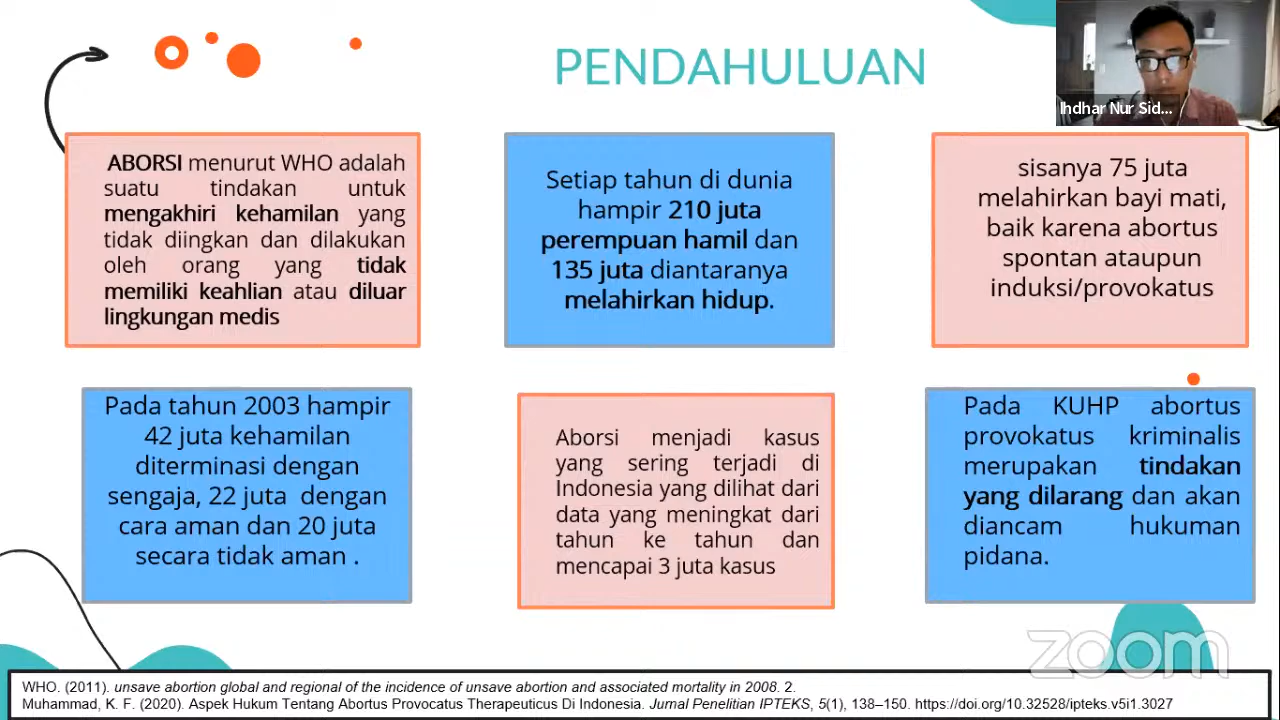 PENDAHULUAN
Ihdhar Nur Sid...
ABORSI menurut WHO adalah
suatu tindakan untuk
mengakhiri kehamilan yang
tidak diingkan dan dilakukan
oleh orang yang tidak
memiliki keahlian atau diluar
lingkungan medis
Setiap tahun di dunia
hampir 210 juta
perempuan hamil dan
135 juta diantaranya
melahirkan hidup.
sisanya 75 juta
melahirkan bayi mati,
baik karena abortus
spontan ataupun
induksi/provokatus
Pada tahun 2003 hampir
42 juta kehamilan
diterminasi dengan
sengaja, 22 juta dengan
cara aman dan 20 juta
secara tidak aman .
Aborsi menjadi kasus
yang sering terjadi di
Indonesia yang dilihat dari
data yang meningkat dari
tahun ke tahun dan
mencapai 3 juta kasus
Pada KUHP abortus
provokatus kriminalis
merupakan tindakan
yang dilarang dan akan
diancam hukuman
pidana.
zoom
WHO. (2011). unsave abortion global and regional of the incidence of unsave abortion and associated mortality in 2008. 2.
Muhammad, K. F. (2020). Aspek Hukum Tentang Abortus Provocatus Therapeuticus Di Indonesia. Jurnal Penelitian IPTEKS, 5(1), 138–150. https://doi.org/10.32528/ipteks.v5i1.3027